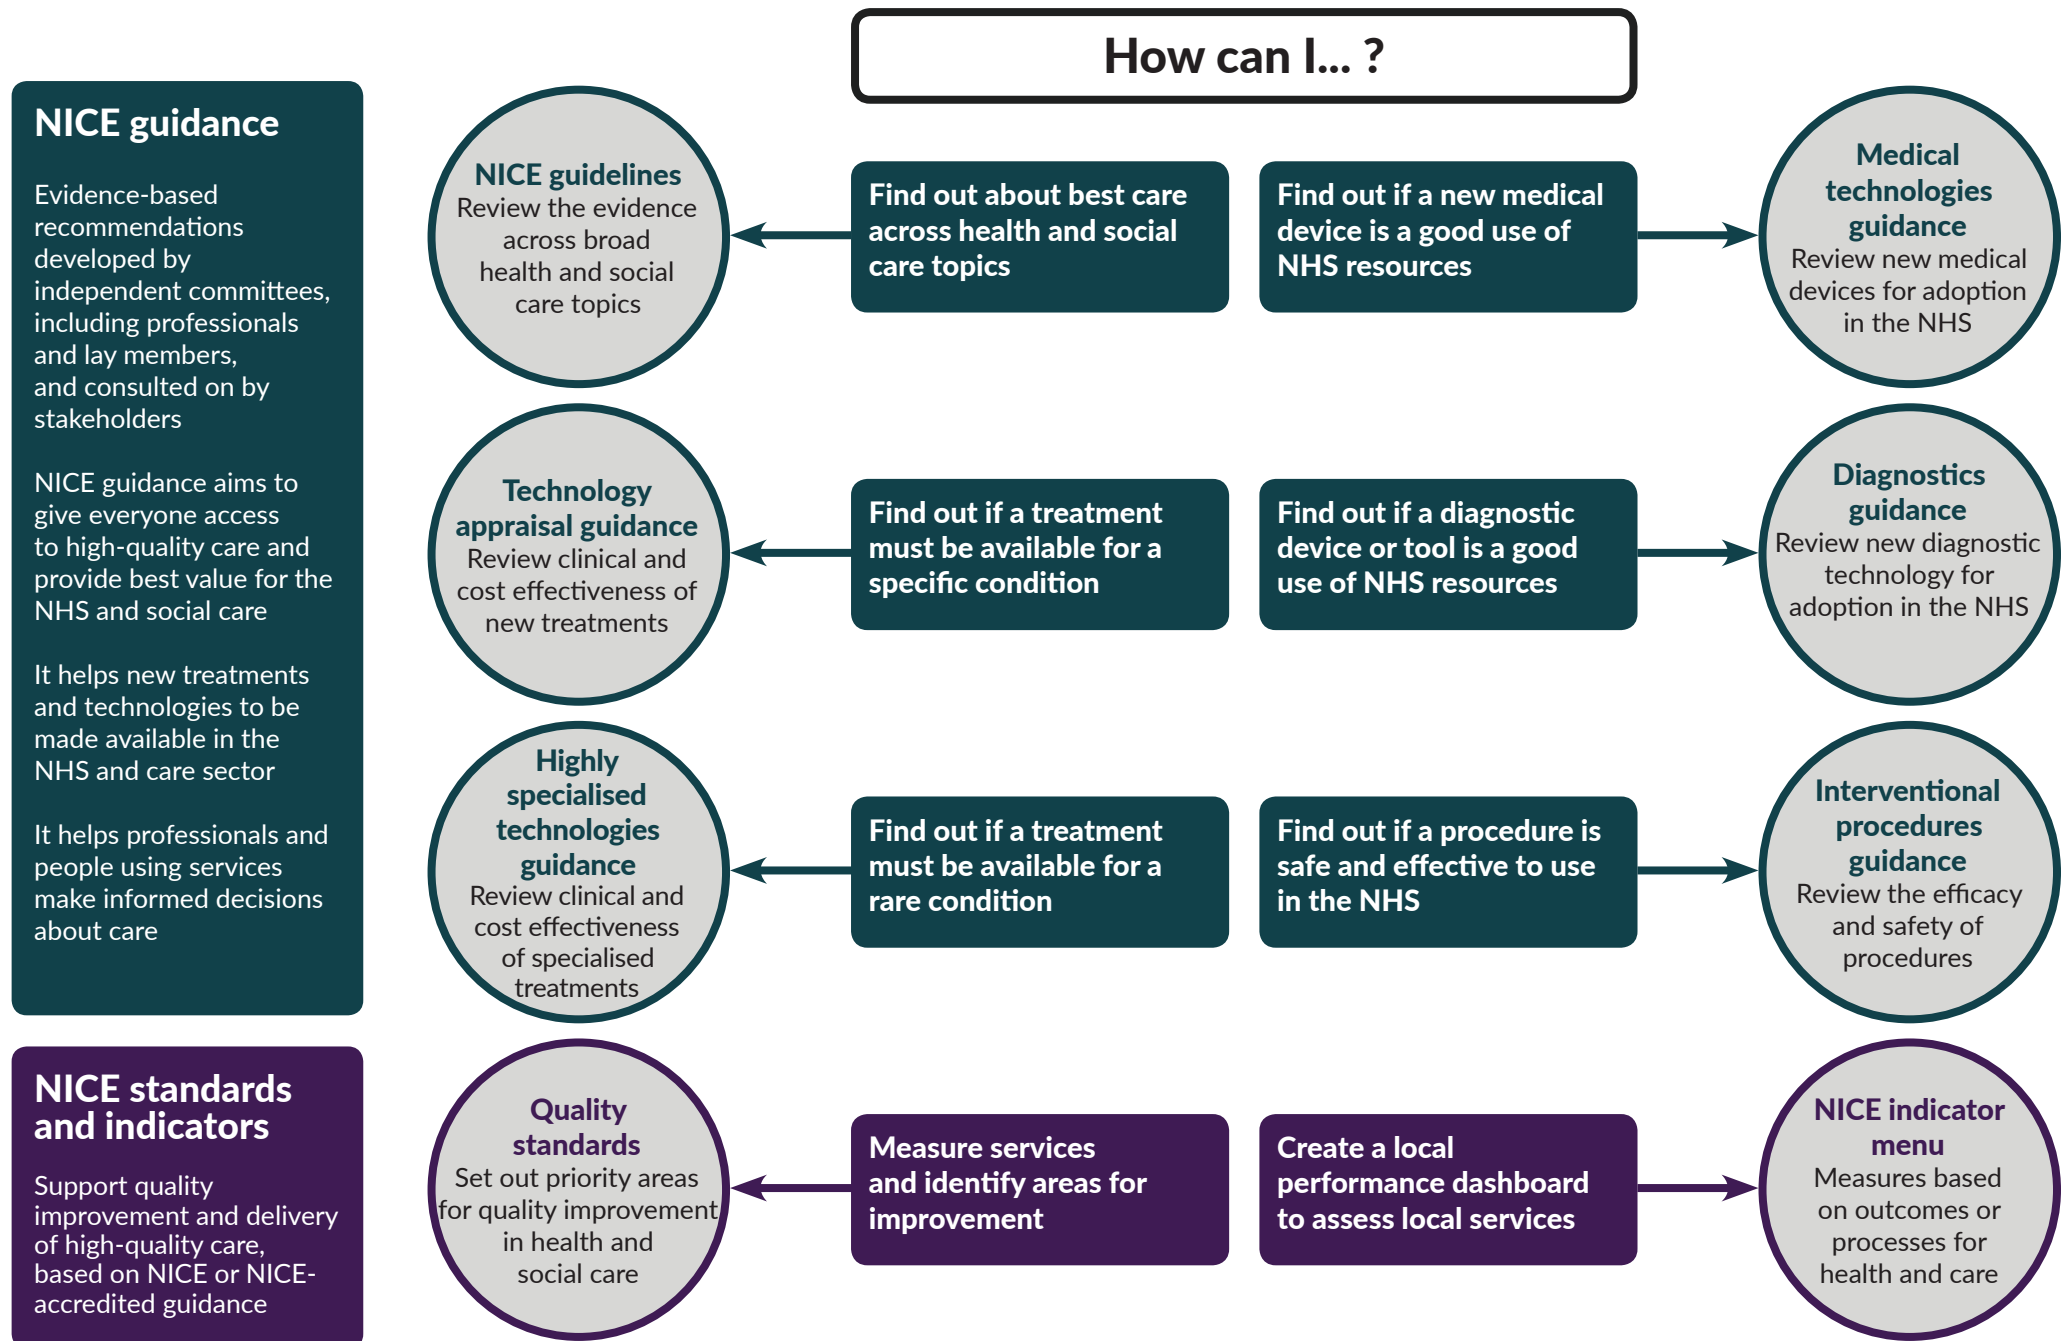 How can I... ?
NICE guidance
Evidence-based
recommendations
developed by
independent committees,
including professionals
and lay members,
and consulted on by
stakeholders
NICE guidance aims to
give everyone access
to high-quality care and
provide best value for the
NHS and social care
It helps new treatments
and technologies to be
made available in the
NHS and care sector
It helps professionals and
people using services
make informed decisions
about care
NICE guidelines
Review the evidence
across broad
health and social
care topics
Find out about best care
across health and social
care topics
Find out if a new medical
device is a good use of
NHS resources
Medical
technologies
guidance
Review new medical
devices for adoption
in the NHS
Technology
appraisal guidance
Review clinical and
cost effectiveness of
new treatments
Find out if a treatment
must be available for a
specific condition
Find out if a diagnostic
device or tool is a good
use of NHS resources
Diagnostics
guidance
Review new diagnostic
technology for
adoption in the NHS
Highly
specialised
technologies
guidance
Review clinical and
cost effectiveness
of specialised
treatments
Find out if a treatment
must be available for a
rare condition
Find out if a procedure is
safe and effective to use
in the NHS
Interventional
procedures
guidance
Review the efficacy
and safety of
procedures
NICE standards
and indicators
Support quality
improvement and delivery
of high-quality care,
based on NICE or NICE-
accredited guidance
Quality
standards
Set out priority areas
for quality improvement
in health and
social care
Measure services
and identify areas for
improvement
Create a local
performance dashboard
to assess local services
NICE indicator
menu
Measures based
on outcomes or
processes for
health and care